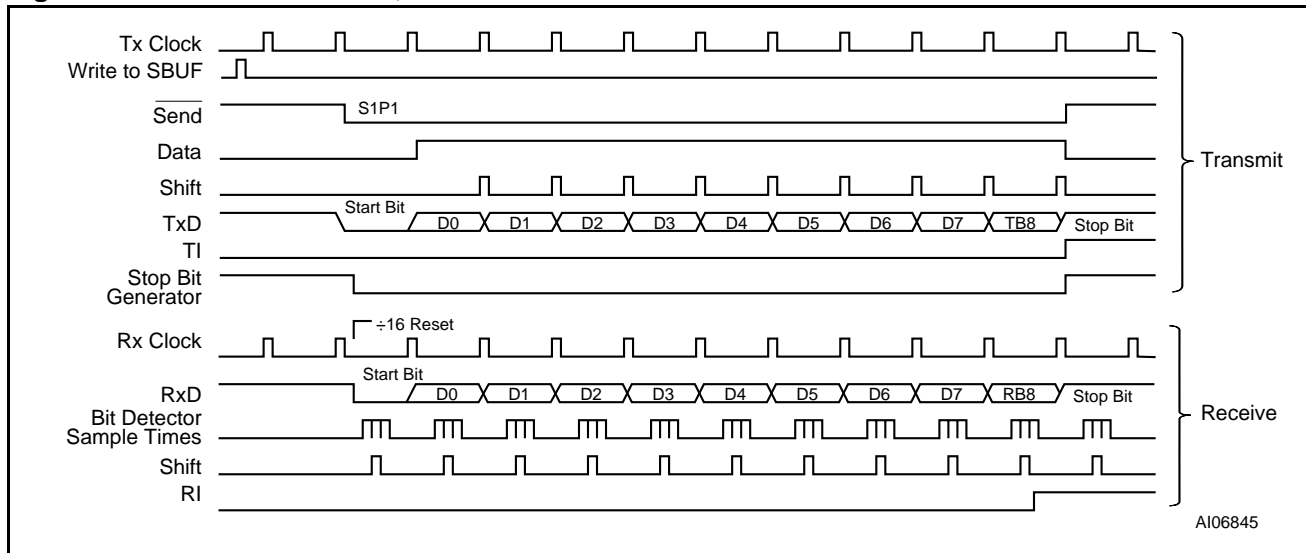 Tx Clock
Write to SBUF
Send
S1P1
Data
Transmit
Shift
Start Bit
TxD
D0 D1 D2 D3 D4 D5 D6 D7 TB8 Stop Bit
TI
Stop Bit
Generator
÷16 Reset
Rx Clock
Start Bit
RxD
D0 D1 D2 D3 D4 D5 D6 D7 RB8 Stop Bit
Bit Detector
Sample Times
Receive
Shift
RI
AI06845